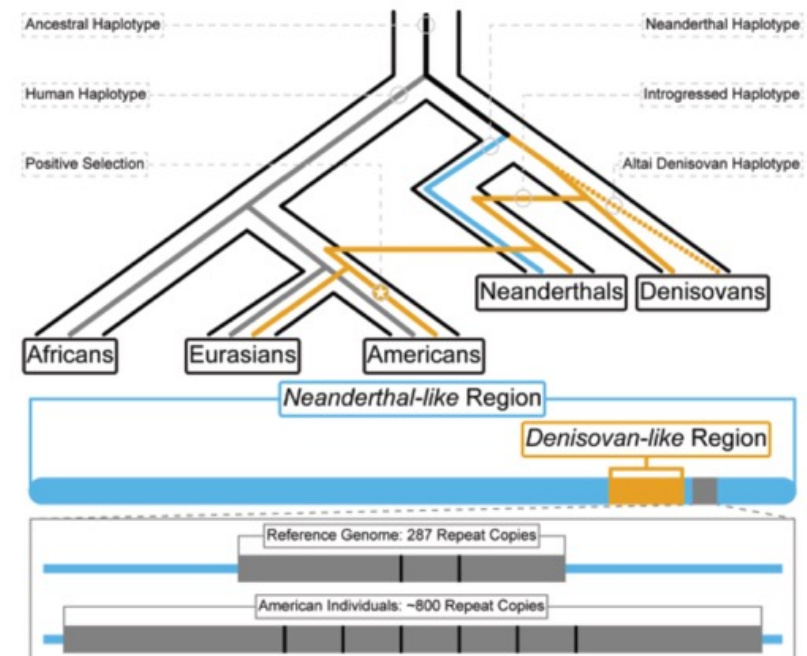 Ancestral Haplotype
Neanderthal Haplotype
Human Haplotype
Introgressed Haplotype
Positive Selection
Altai Denisovan Haplotype
Neanderthals
Denisovans
Africans
Eurasians
Americans
Neanderthal-like Region
Denisovan-like Region
Reference Genome: 287 Repeat Copies
American Individuals: ~800 Repeat Copies